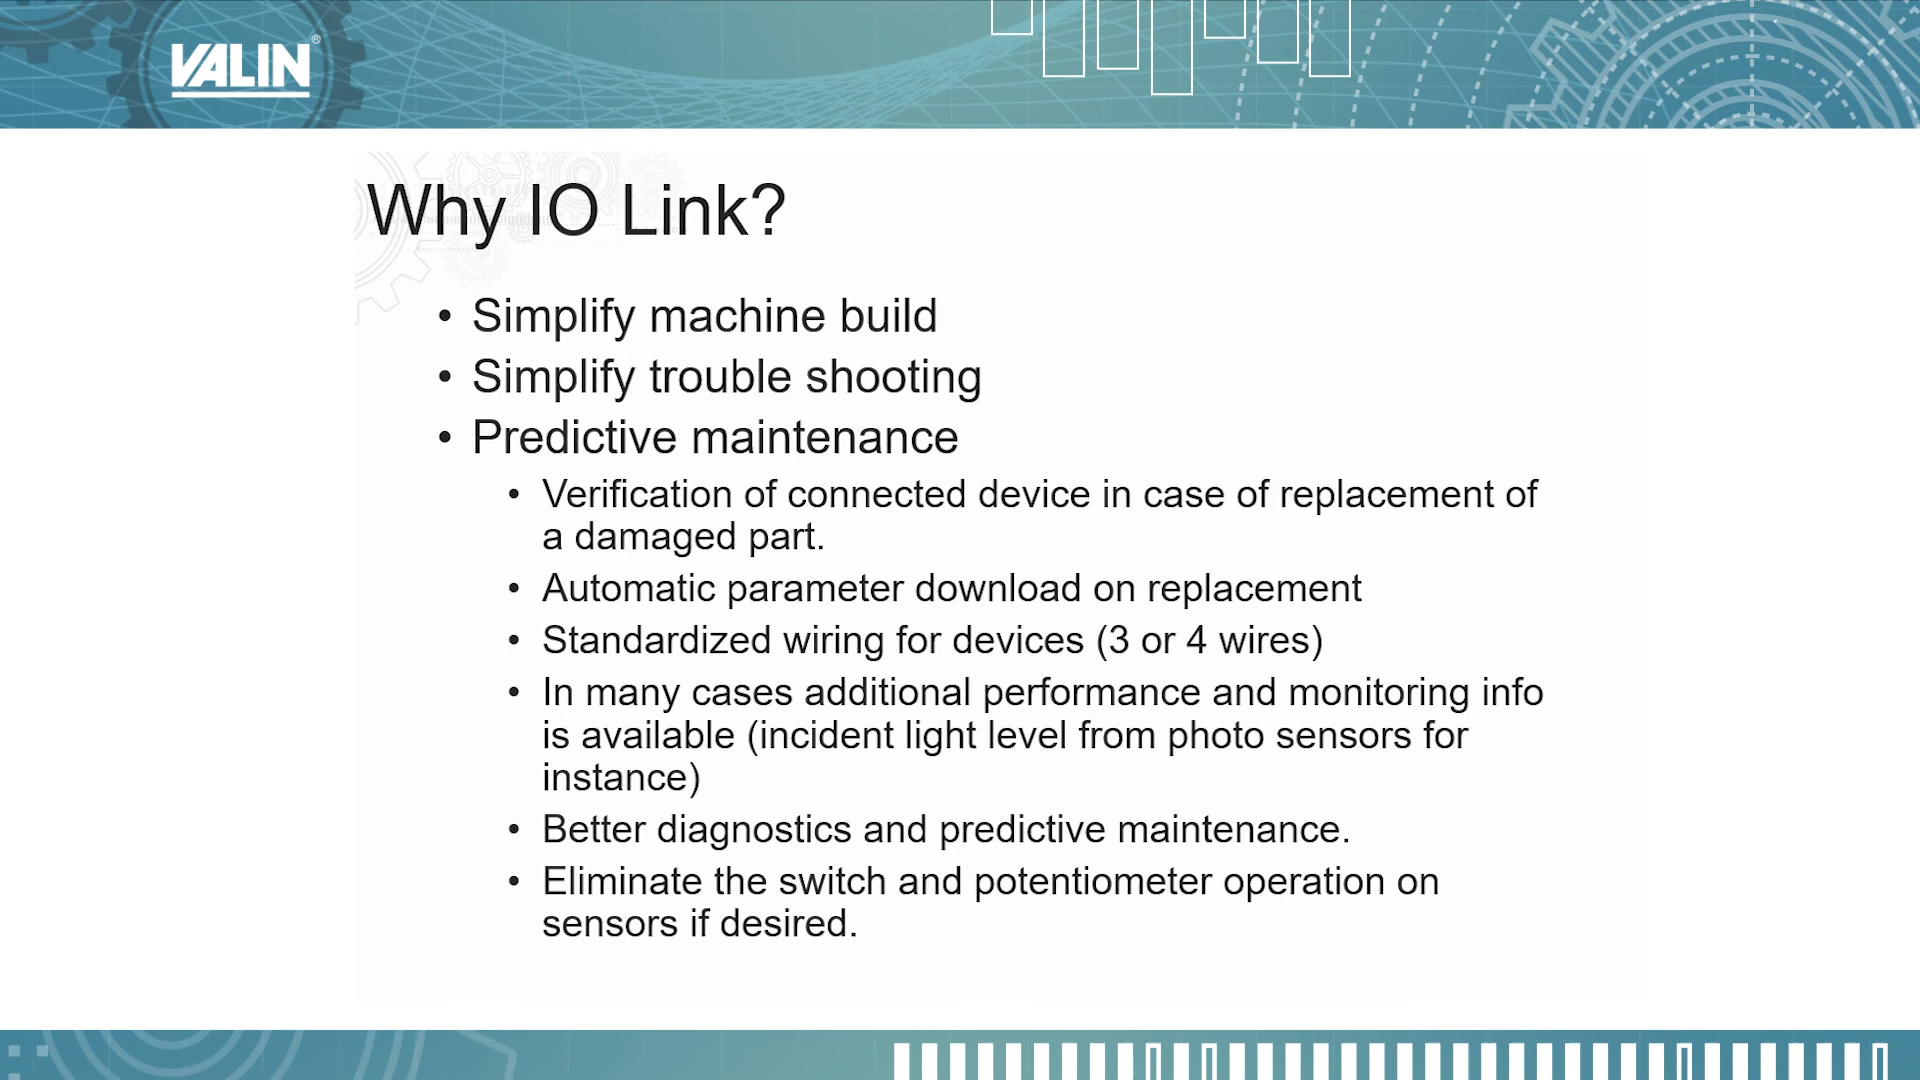 VALIN®
Why IO Link?
• Simplify machine build
• Simplify trouble shooting
• Predictive maintenance
• Verification of connected device in case of replacement of
a damaged part.
• Automatic parameter download on replacement
• Standardized wiring for devices (3 or 4 wires)
• In many cases additional performance and monitoring info
is available (incident light level from photo sensors for
instance)
• Better diagnostics and predictive maintenance.
• Eliminate the switch and potentiometer operation on
sensors if desired.